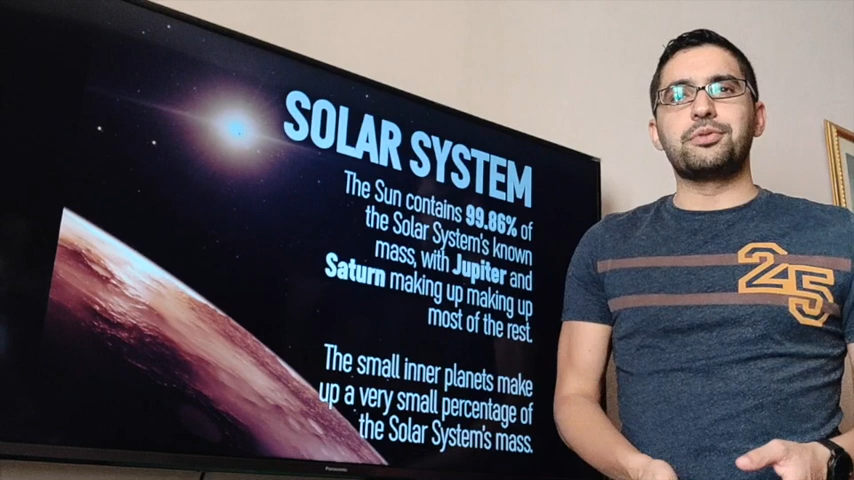 SOLAR SYSTEM
The Sun contains 99.86% of
the Solar System's known
mass, with Jupiter and
Saturn making up making up
most of the rest.
The small inner planets make
up a very small percentage of
the Solar System's mass.
Panasonic
25